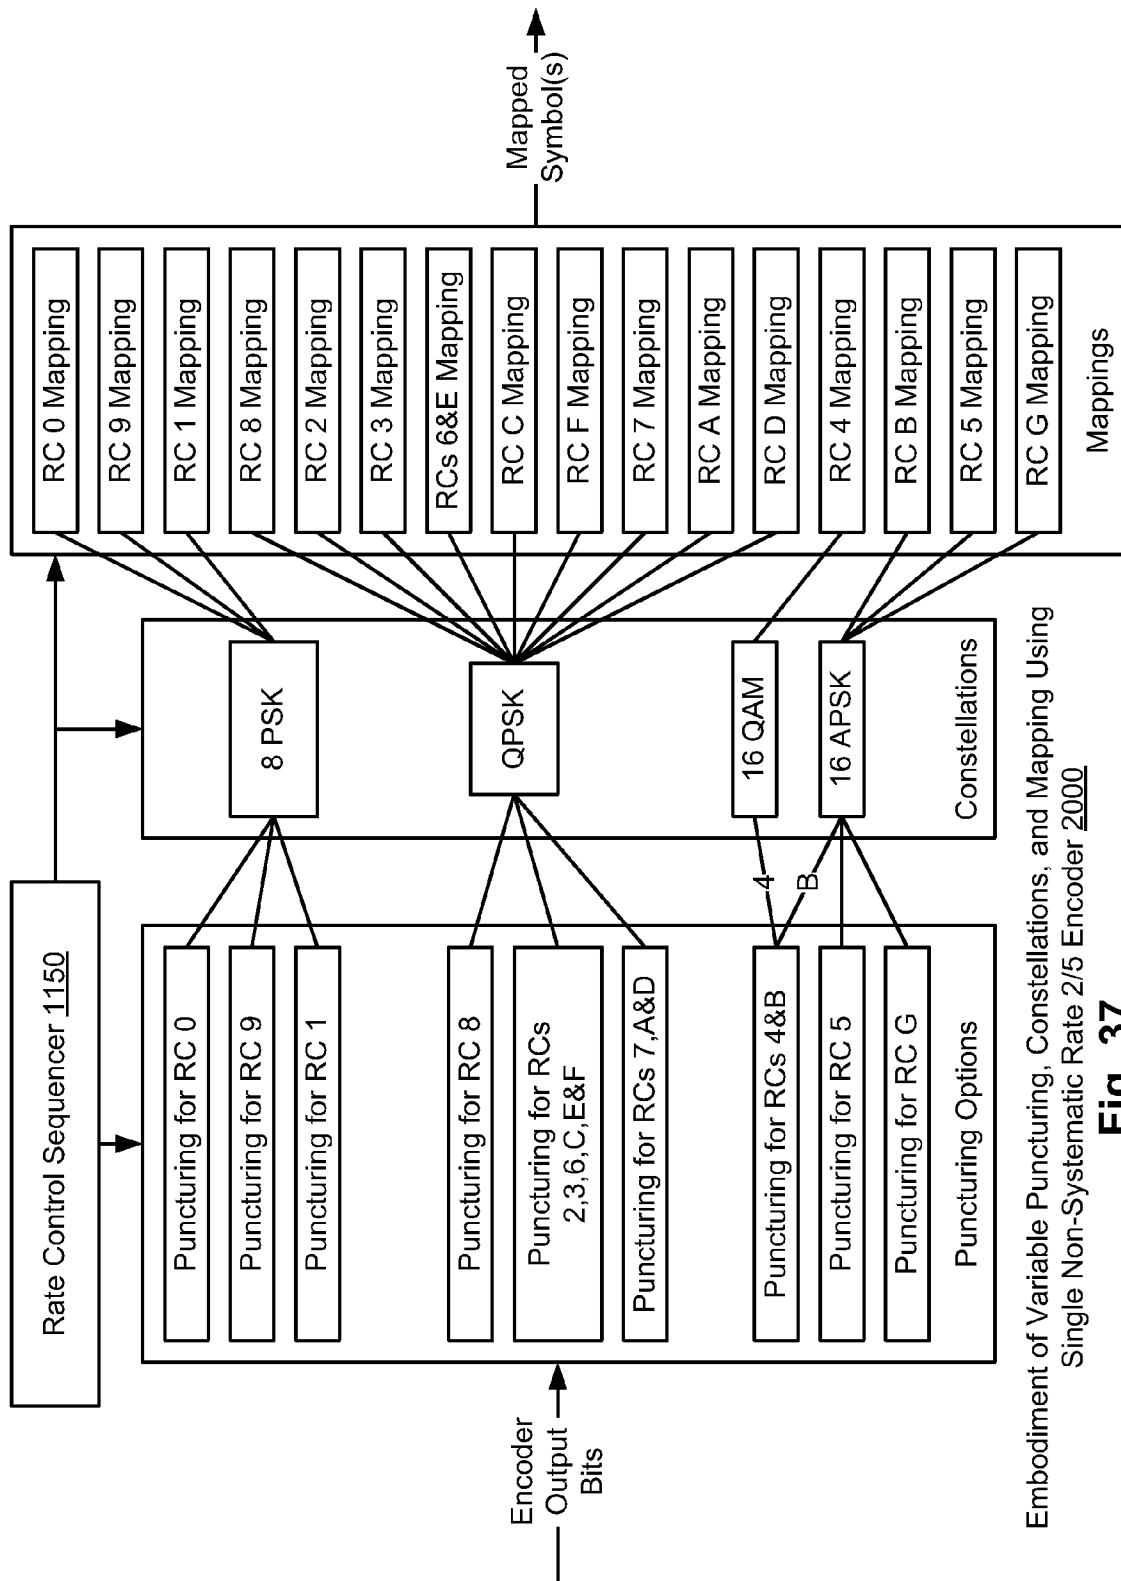 Rate Control Sequencer 1150
Encoder
Output
Bits
Puncturing for RC 0
Puncturing for RC 9
Puncturing for RC 1
Puncturing for RC 8
Puncturing for RCs
2,3,6,C,E&F
Puncturing for RCs 7,A&D
Puncturing for RCs 4&B
Puncturing for RC 5
Puncturing for RC G
Puncturing Options
4
B
8 PSK
QPSK
16 QAM
16 APSK
Constellations
RC 0 Mapping
RC 9 Mapping
RC 1 Mapping
RC 8 Mapping
RC 2 Mapping
RC 3 Mapping
RCs 6&E Mapping
RC C Mapping
RC F Mapping
RC 7 Mapping
RC A Mapping
RC D Mapping
RC 4 Mapping
RC B Mapping
RC 5 Mapping
RC G Mapping
Mappings
Mapped
Symbol(s)
Embodiment of Variable Puncturing, Constellations, and Mapping Using
Single Non-Systematic Rate 2/5 Encoder 2000
Fig. 37